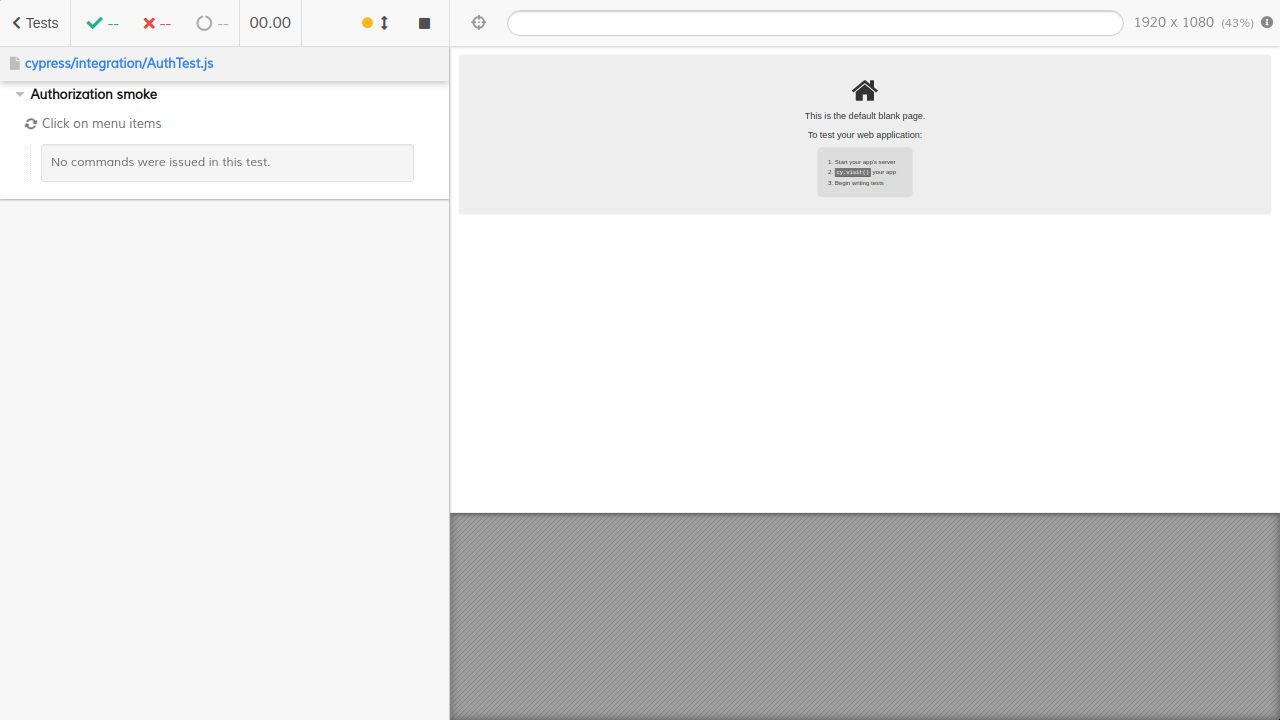 Tests
--
--
--
00.00
1920 x 1080 (43%)
cypress/integration/AuthTest.js
Authorization smoke
Click on menu items
No commands were issued in this test.
This is the default blank page.
To test your web application:
1. Start your app's server
2. cy.visit() your app
3. Begin writing tests